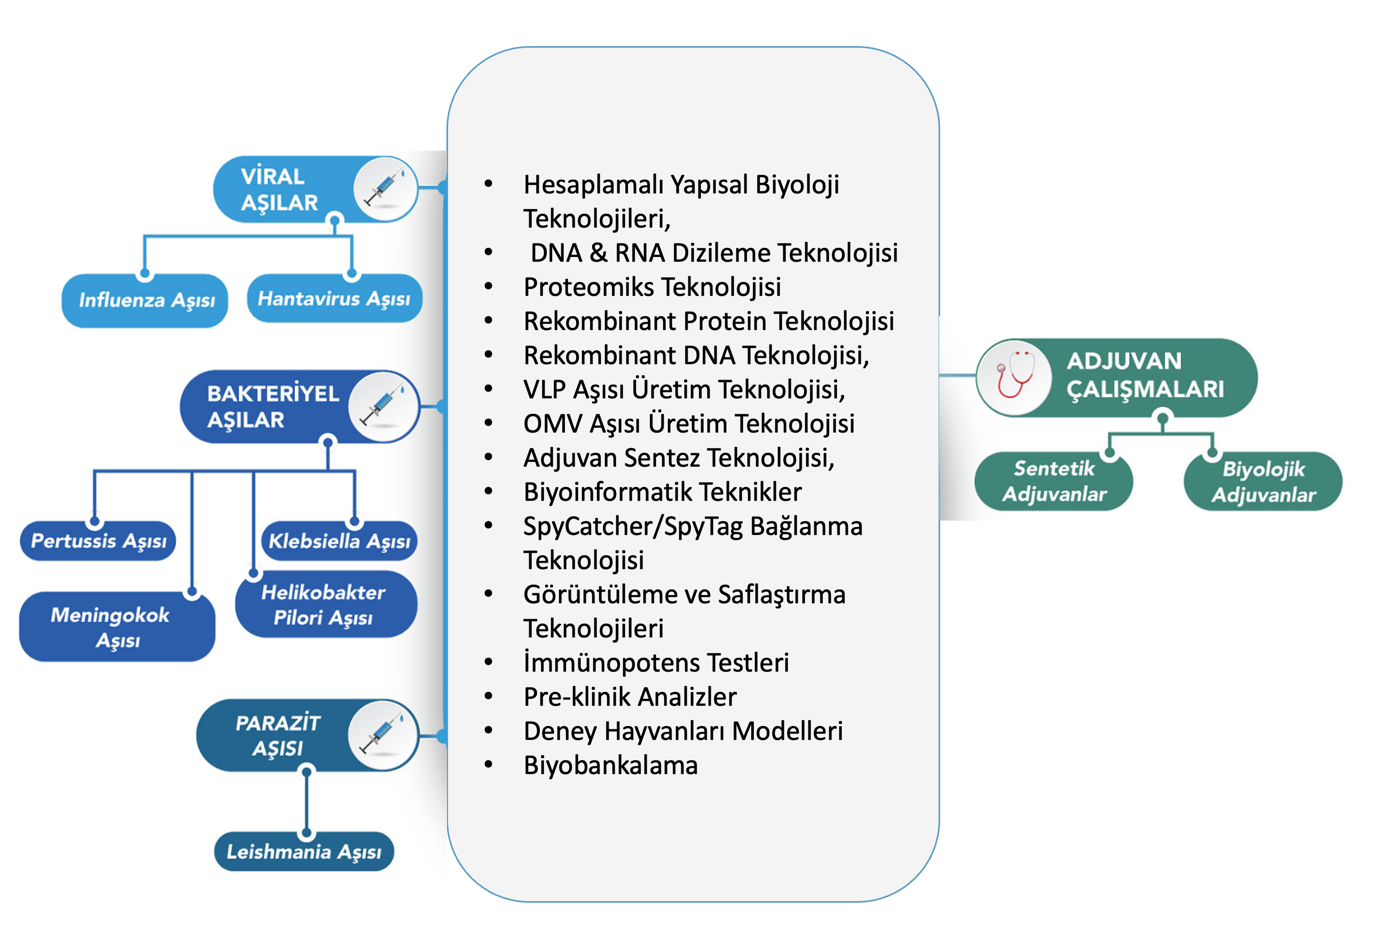 VİRAL
AŞILAR
Influenza Aşısı
Hantavirus Aşısı
BAKTERİYEL
AŞILAR
Pertussis Aşısı
Klebsiella Aşısı
Meningokok
Aşısı
Helikobakter
Pilori Aşısı
PARAZİT
AŞISI
Leishmania Aşısı
• Hesaplamalı Yapısal Biyoloji
Teknolojileri,
• DNA & RNA Dizileme Teknolojisi
• Proteomiks Teknolojisi
• Rekombinant Protein Teknolojisi
• Rekombinant DNA Teknolojisi,
• VLP Aşısı Üretim Teknolojisi,
• OMV Aşısı Üretim Teknolojisi
• Adjuvan Sentez Teknolojisi,
• Biyoinformatik Teknikler
• SpyCatcher/SpyTag Bağlanma
Teknolojisi
• Görüntüleme ve Saflaştırma
Teknolojileri
• İmmünopotens Testleri
• Pre-klinik Analizler
• Deney Hayvanları Modelleri
• Biyobankalama
ADJUVAN
ÇALIŞMALARI
Sentetik
Adjuvanlar
Biyolojik
Adjuvanlar